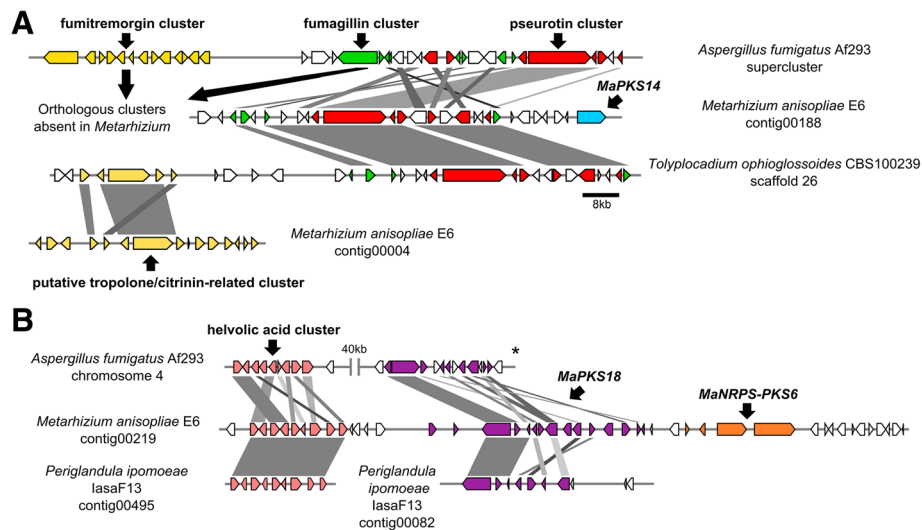 A
fumitremorgin cluster
fumagillin cluster
pseurotin cluster
Aspergillus fumigatus Af293
supercluster
Orthologous clusters
absent in Metarhizium
MaPKS14
Metarhizium anisopliae E6
contig00188
Tolyplocadium ophioglossoides CBS100239
scaffold 26
8kb
Metarhizium anisopliae E6
contig00004
putative tropolone/citrinin-related cluster
B
helvolic acid cluster
Aspergillus fumigatus Af293
chromosome 4
40kb
*
MaPKS18
MaNRPS-PKS6
Metarhizium anisopliae E6
contig00219
Periglandula ipomoeae
IasaF13
contig00495
Periglandula
ipomoeae
IasaF13
contig00082